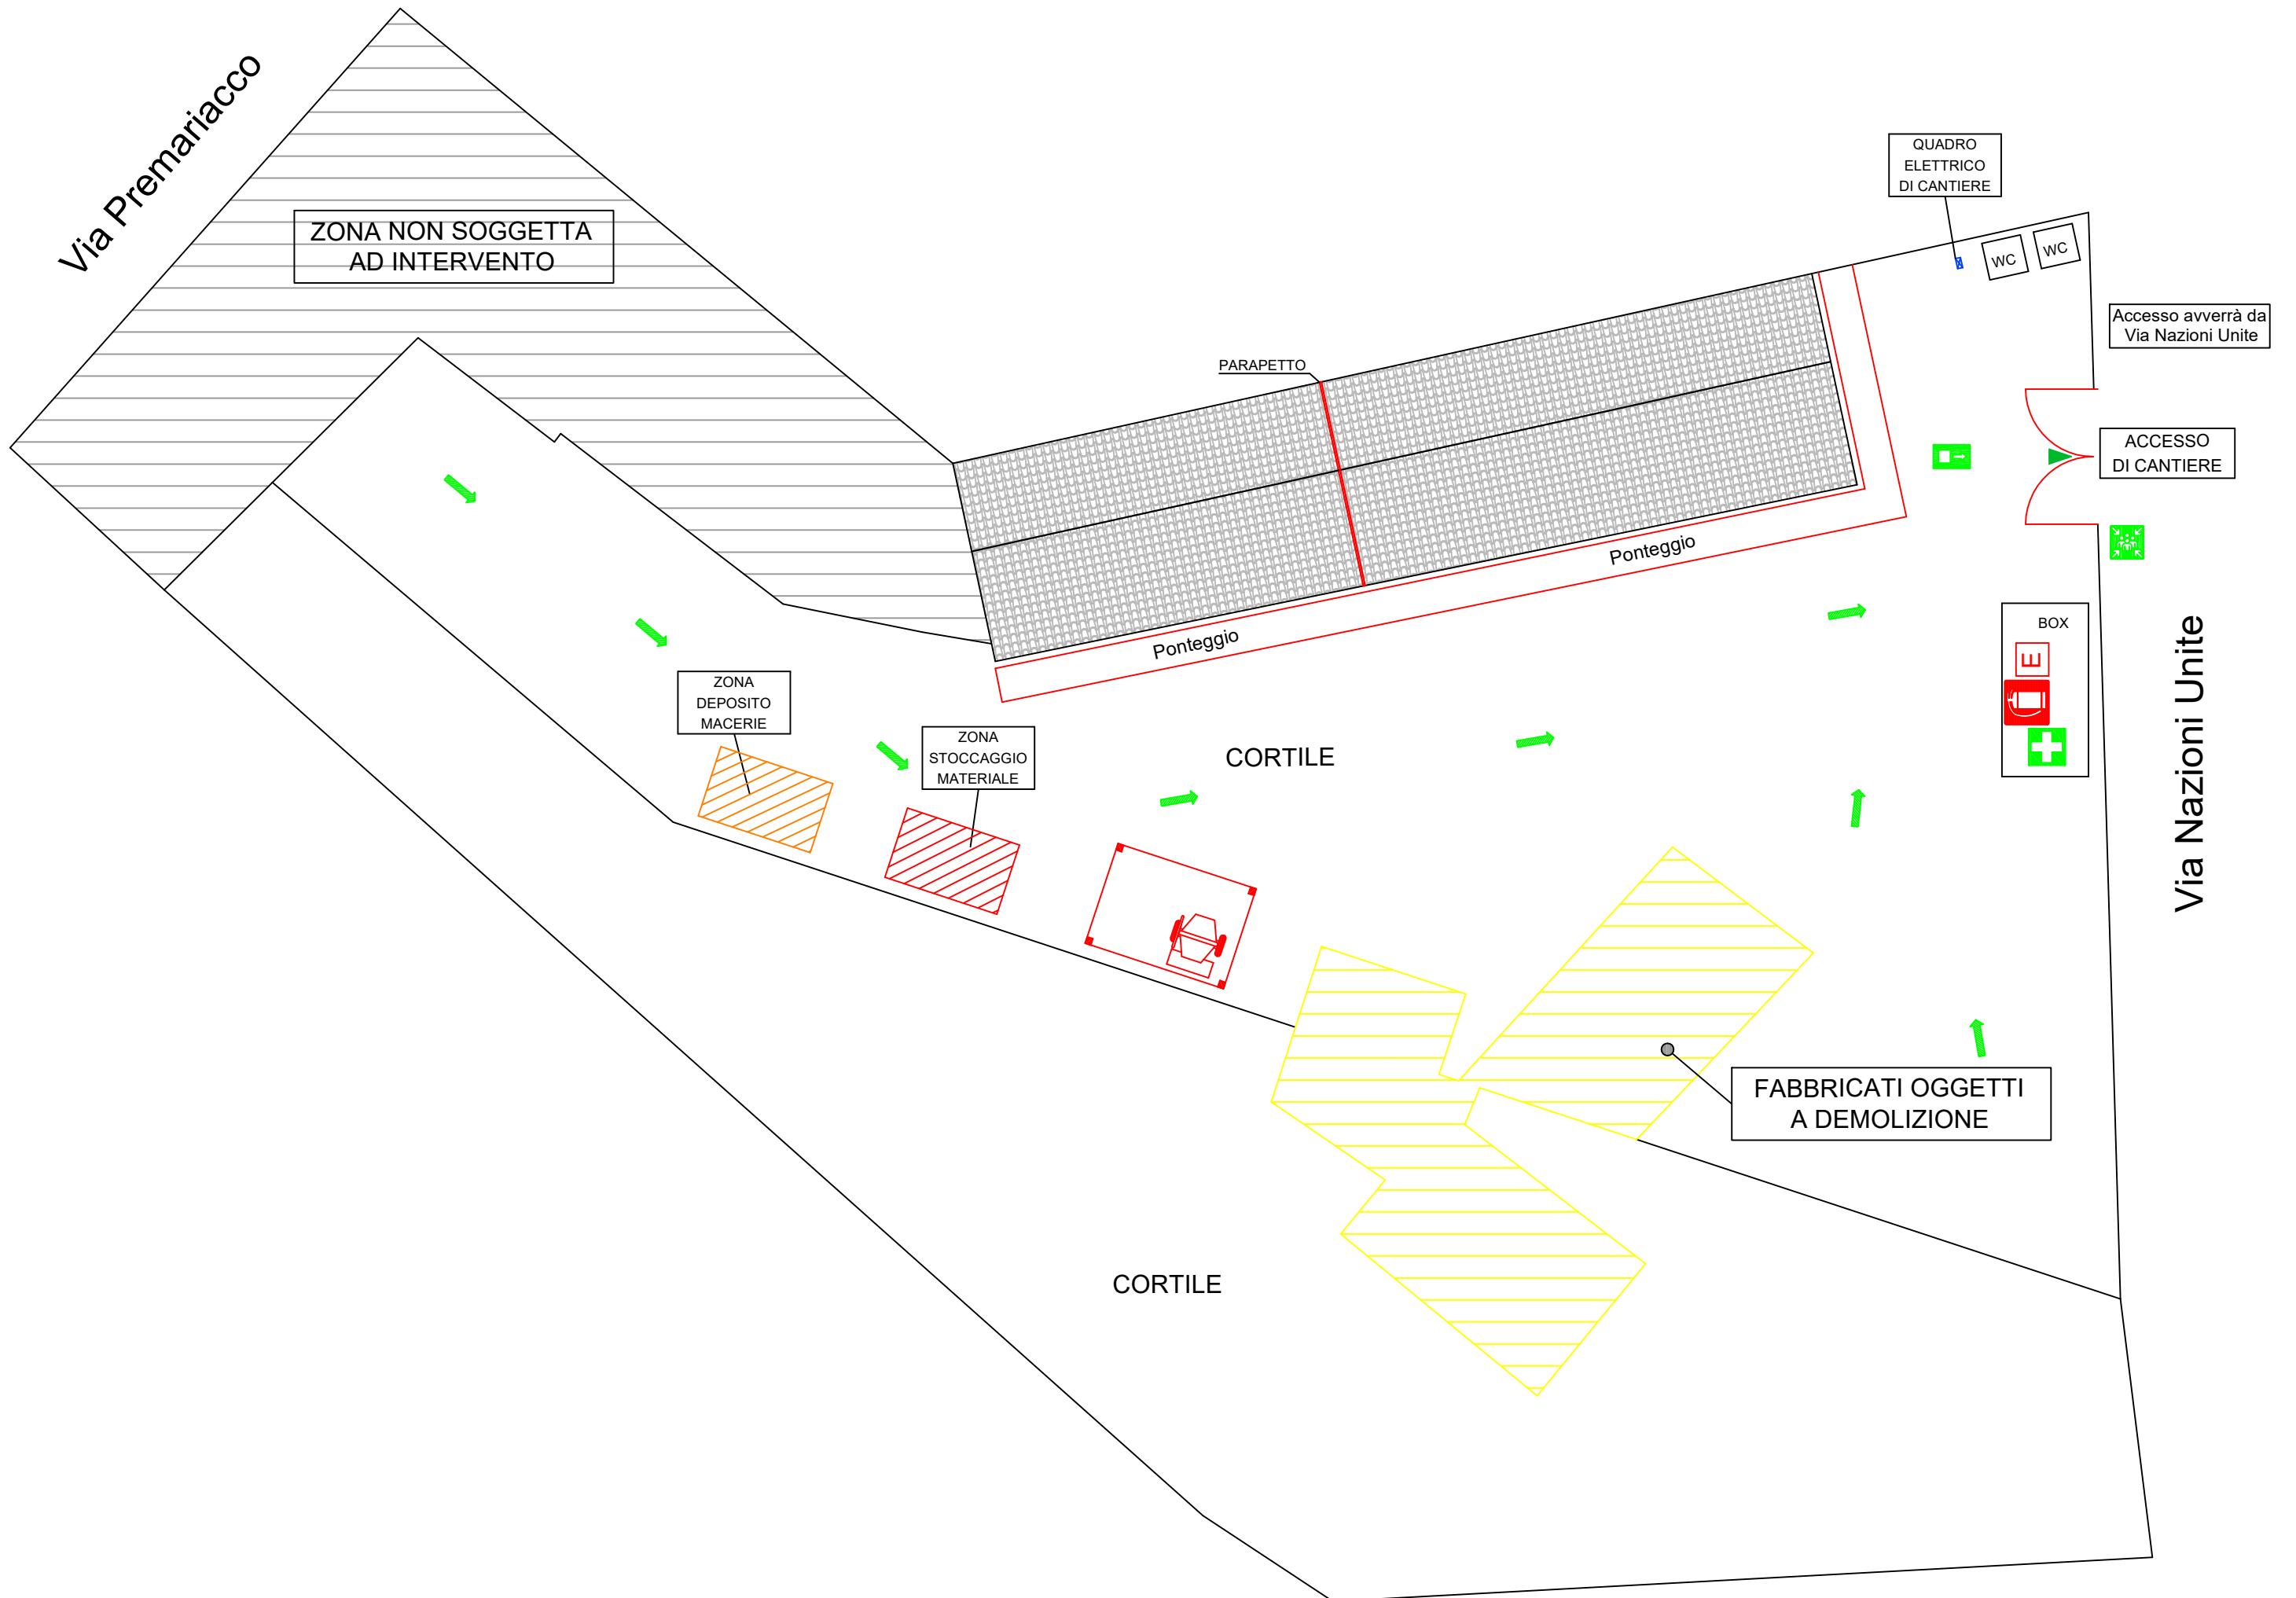 Via Premariacco
ZONA NON SOGGETTA
AD INTERVENTO
QUADRO
ELETTRICO
DI CANTIERE
WC
WC
Accesso avverrà da
Via Nazioni Unite
PARAPETTO
ACCESSO
DI CANTIERE
Ponteggio
Ponteggio
BOX
E
ZONA
DEPOSITO
MACERIE
ZONA
STOCCAGGIO
MATERIALE
CORTILE
Via Nazioni Unite
FABBRICATI OGGETTI
A DEMOLIZIONE
CORTILE